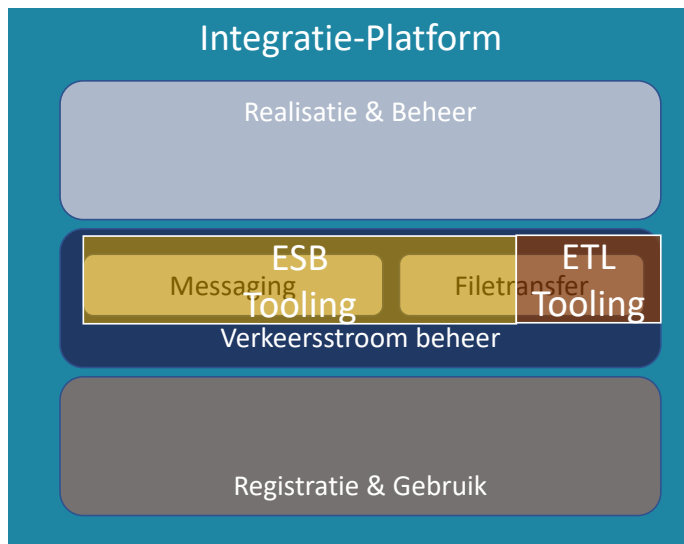 Integratie-Platform
Realisatie & Beheer
ESB
Tooling
ETL
Tooling
Messaging
Filetransfer
Verkeersstroom beheer
Registratie & Gebruik